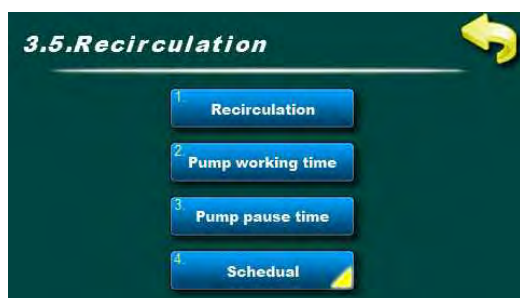 3.5.Recirculation
1. Recirculation
2. Pump working time
3. Pump pause time
4. Schedual